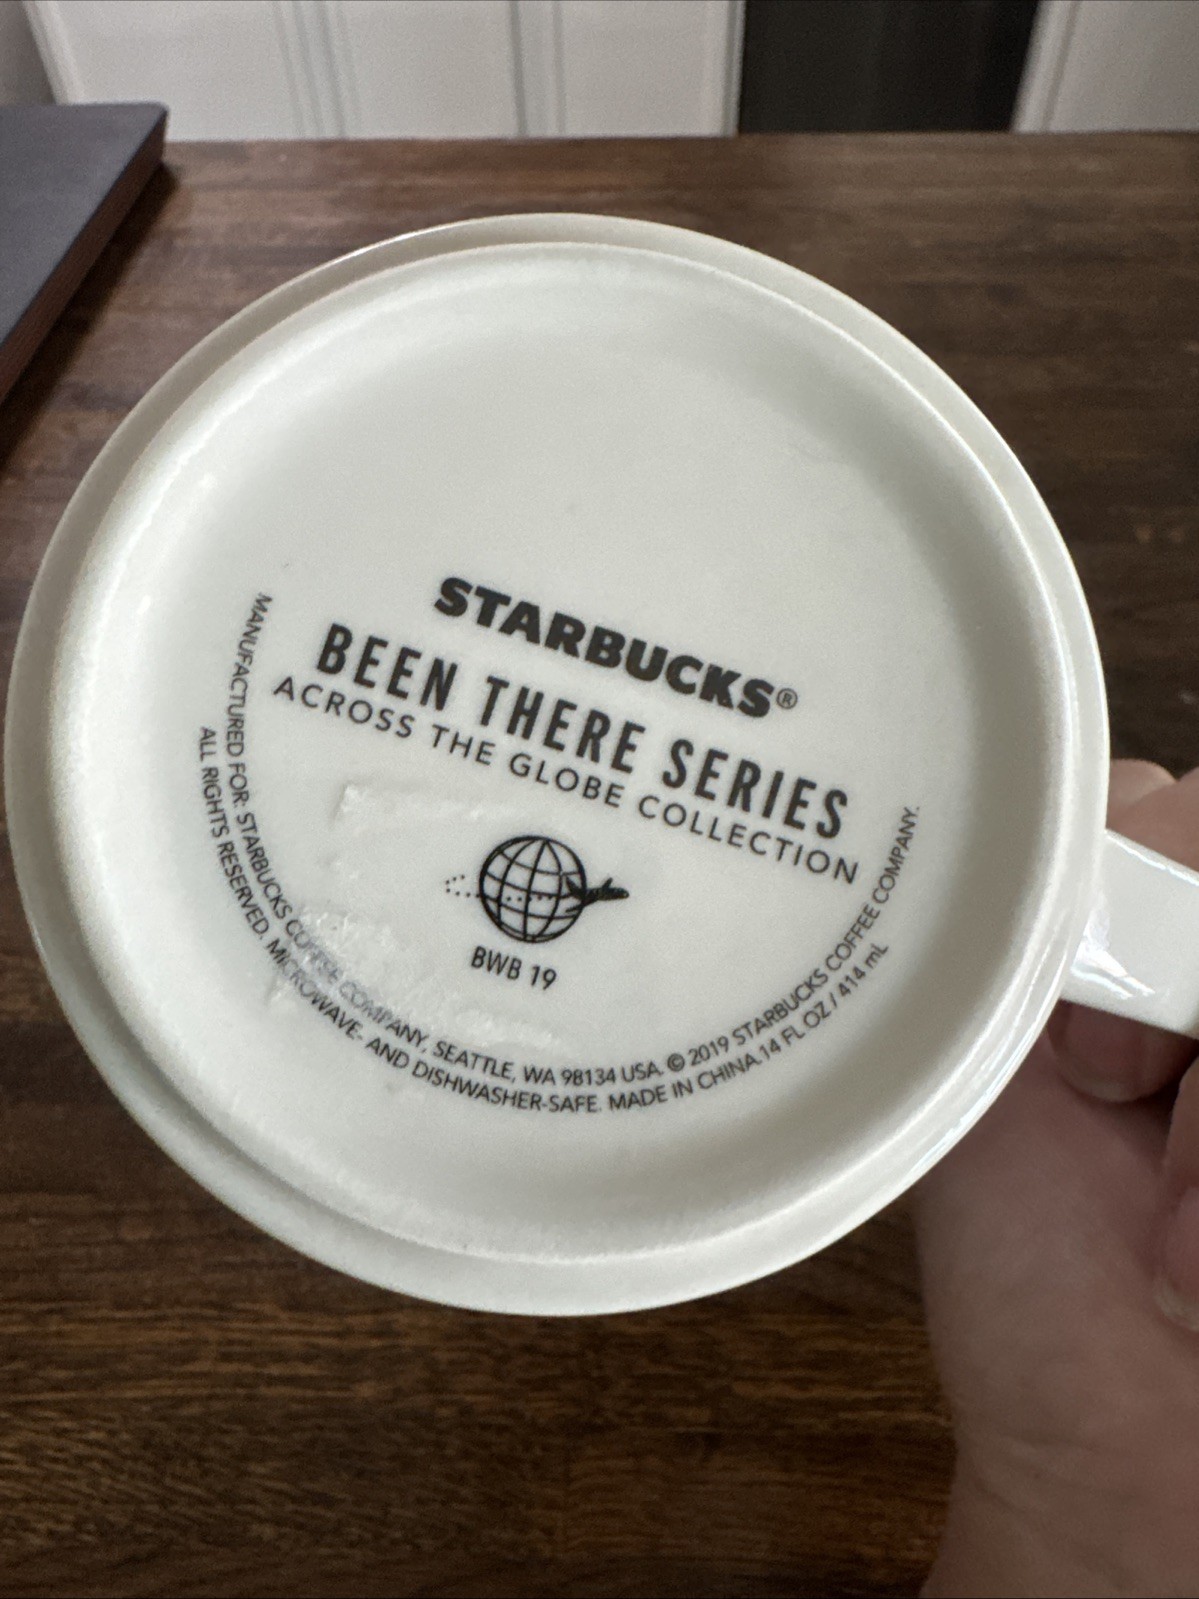 STARBUCKS®
BEEN THERE SERIES
ACROSS THE GLOBE COLLECTION
BWB 19
MANUFACTURED FOR: STARBUCKS COFFEE COMPANY, SEATTLE, WA 98134 USA. © 2019 STARBUCKS COFFEE COMPANY.
ALL RIGHTS RESERVED. MICROWAVE- AND DISHWASHER-SAFE. MADE IN CHINA. 14 FL OZ / 414 mL